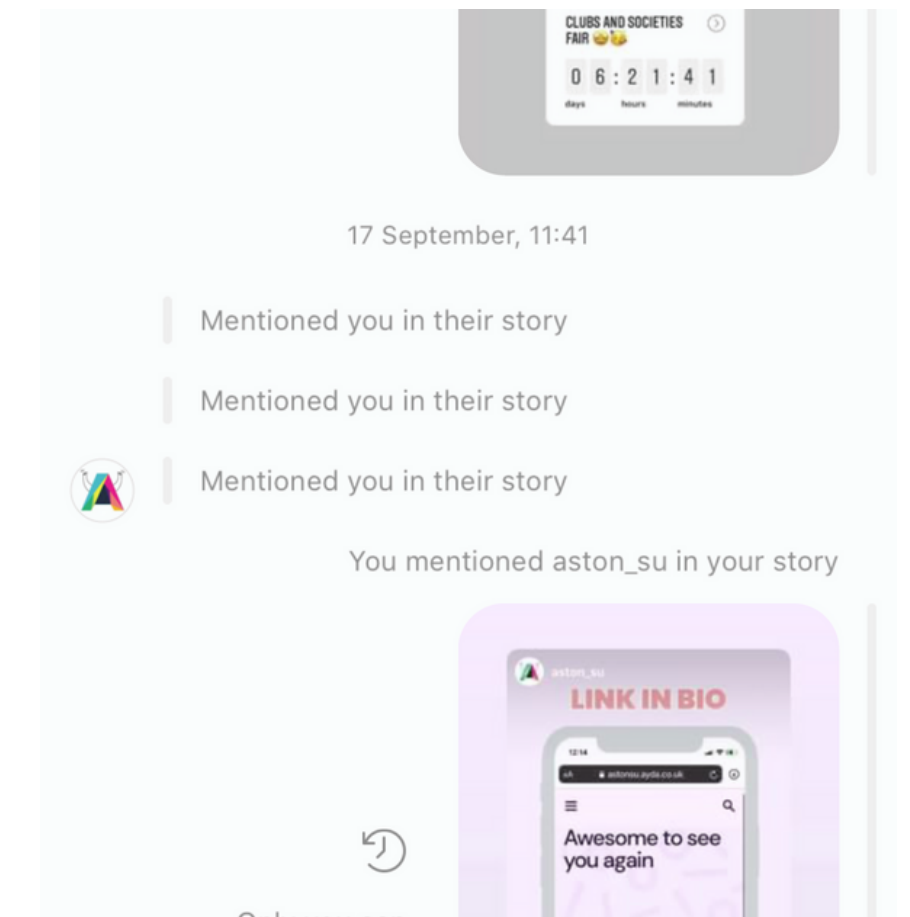 CLUBS AND SOCIETIES
FAIR 🤩🥳
0 6 : 2 1 : 4 1
days hours minutes
17 September, 11:41
Mentioned you in their story
Mentioned you in their story
Mentioned you in their story
You mentioned aston_su in your story
aston_su
LINK IN BIO
12:14
AA astonsu.ayda.co.uk
Awesome to see
you again